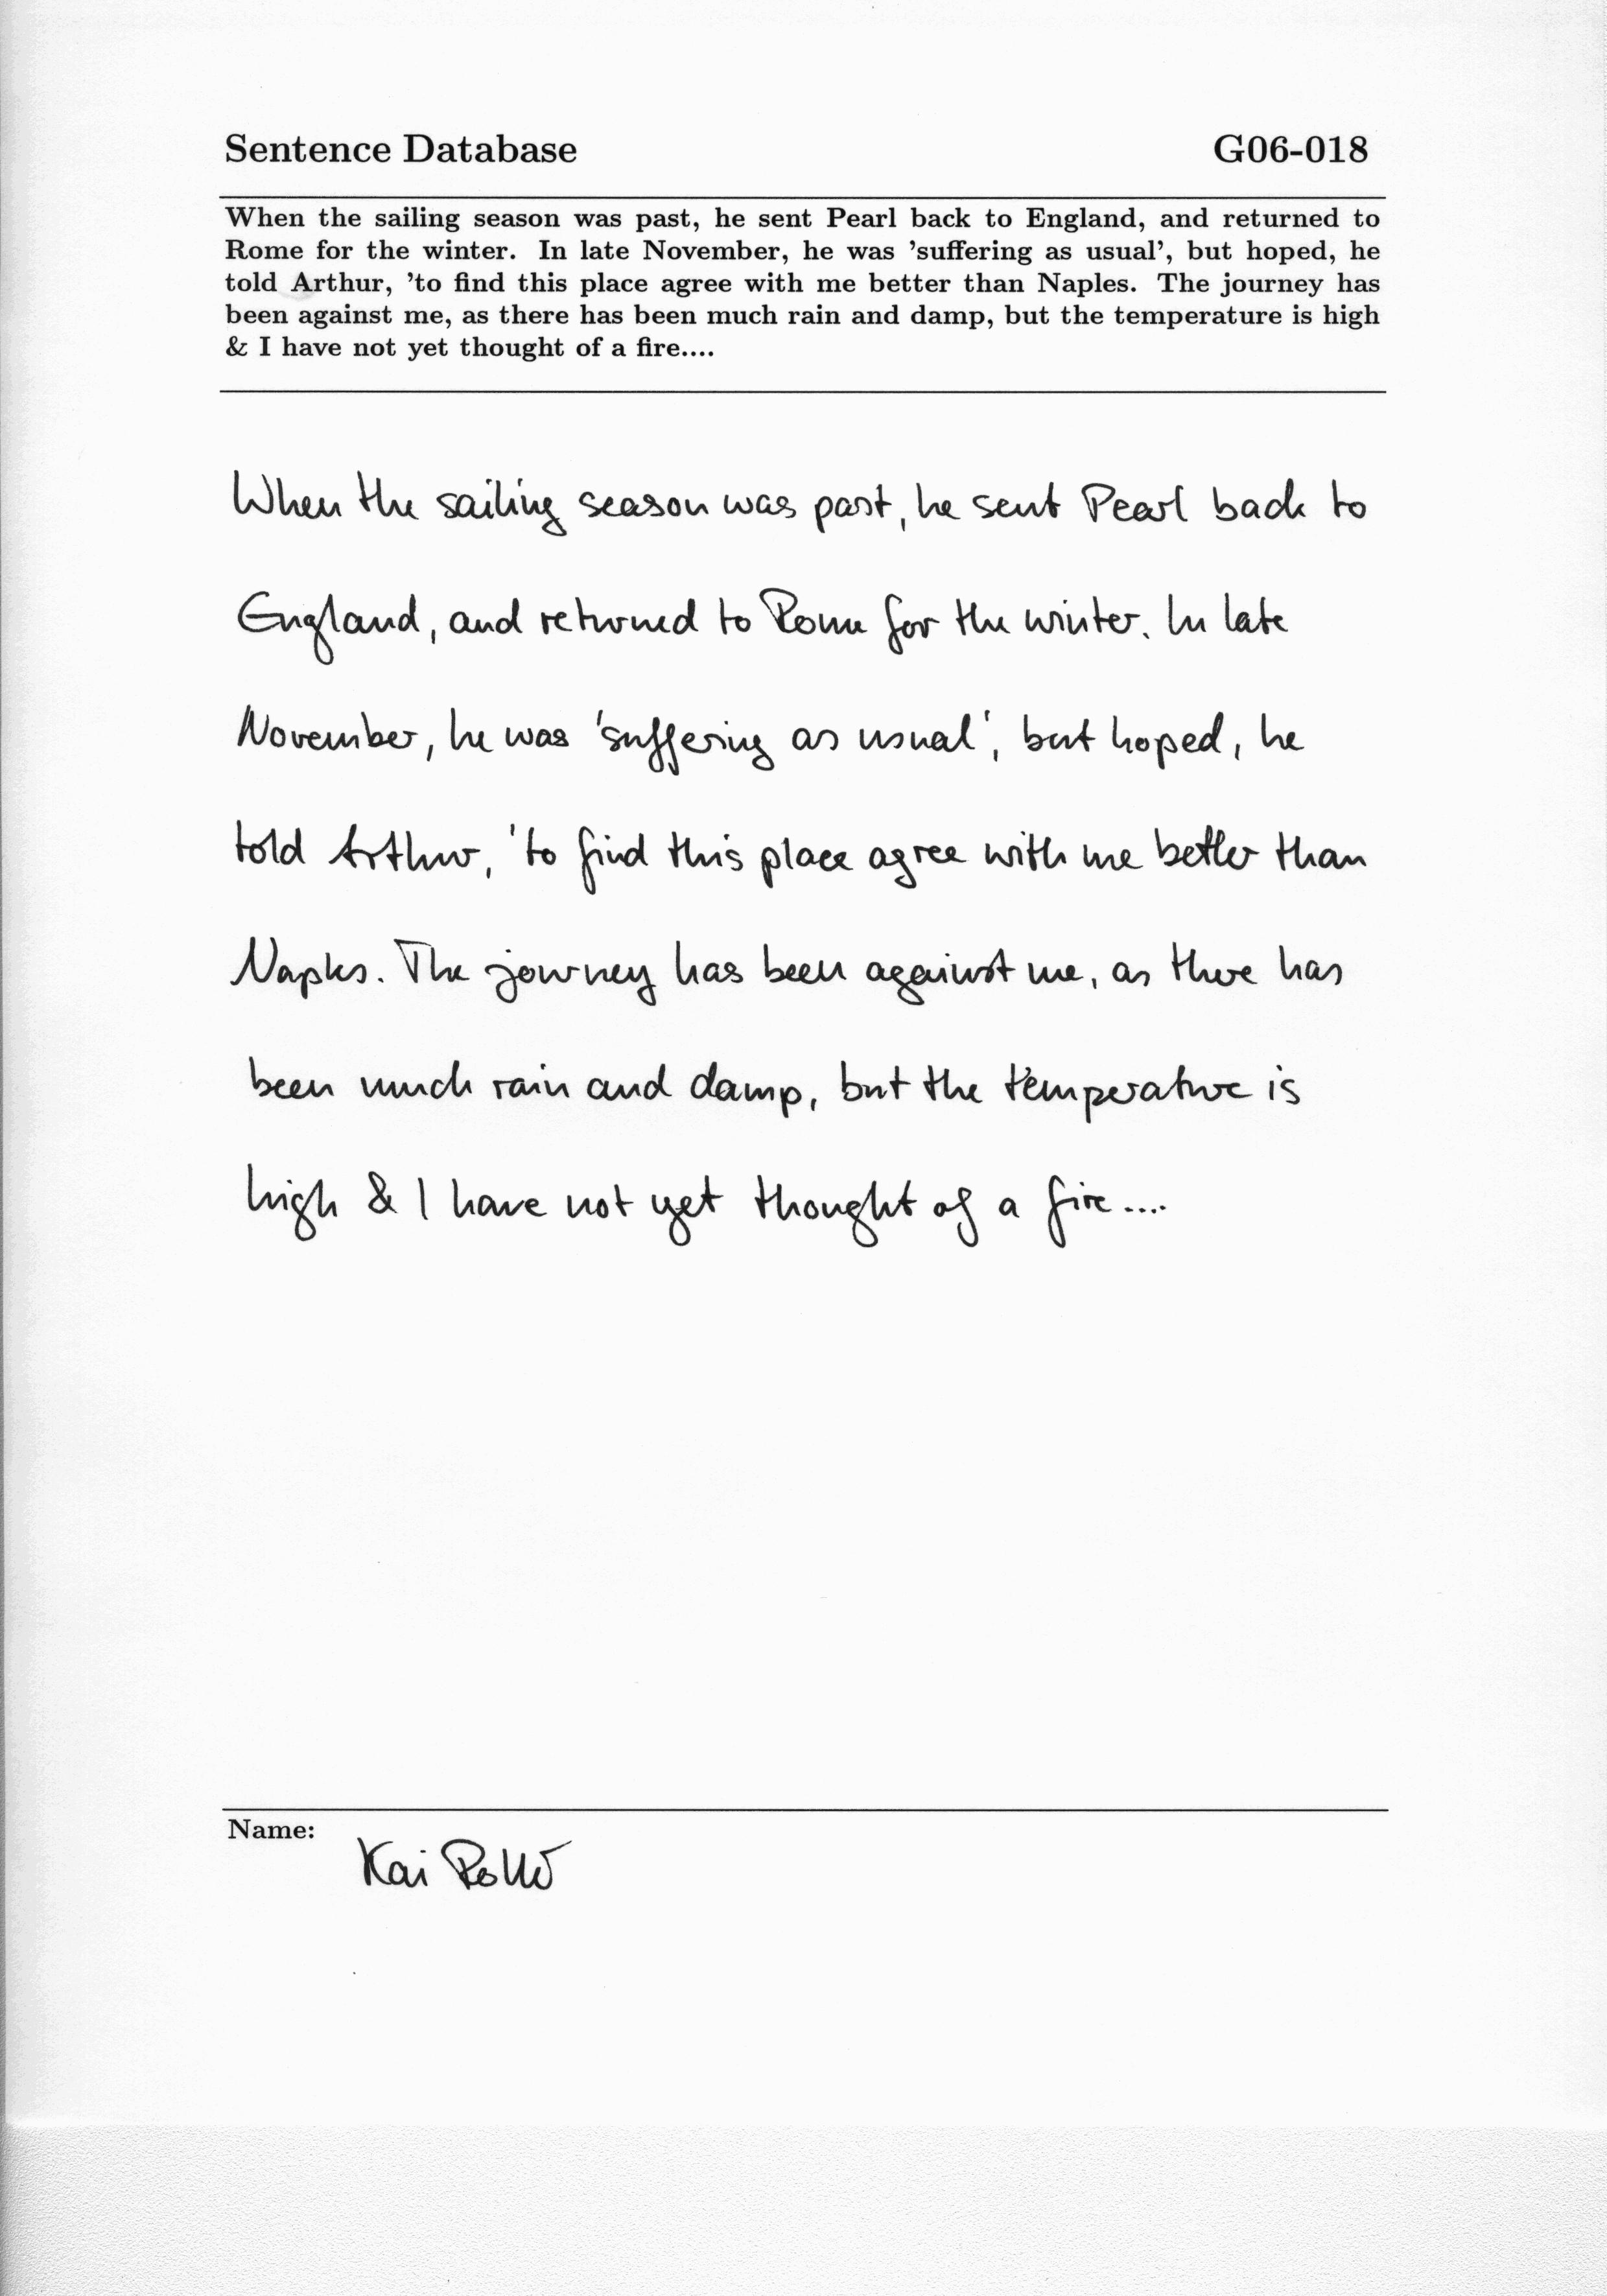 Sentence Database G06-018
When the sailing season was past, he sent Pearl back to England, and returned to
Rome for the winter. In late November, he was 'suffering as usual', but hoped, he
told Arthur, 'to find this place agree with me better than Naples. The journey has
been against me, as there has been much rain and damp, but the temperature is high
& I have not yet thought of a fire....
When the sailing season was past, he sent Pearl back to
England, and returned to Rome for the winter. In late
November, he was 'suffering as usual', but hoped, he
told Arthur, 'to find this place agree with me better than
Naples. The journey has been against me, as there has
been much rain and damp, but the temperature is
high & I have not yet thought of a fire....
Name:
Kai